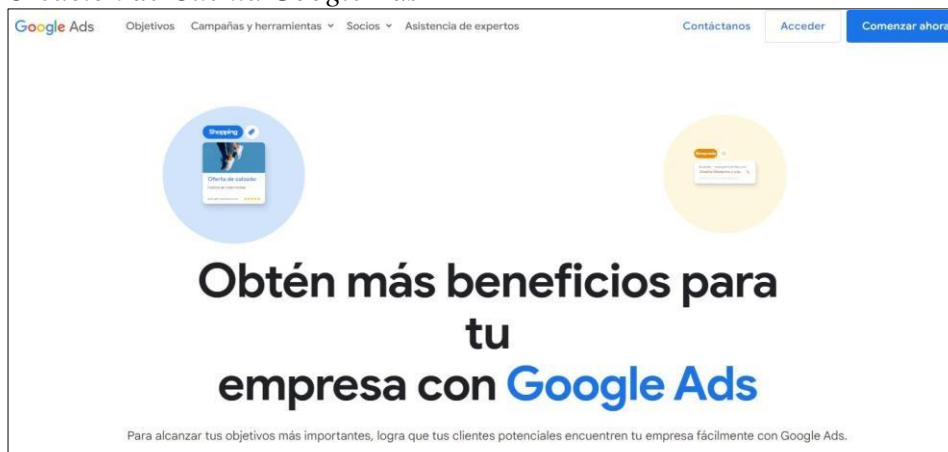 Google Ads
Objetivos
Campañas y herramientas
Socios
Asistencia de expertos
Contáctanos
Acceder
Comenzar ahora
Shopping
Oferta de calzado
Obtén más beneficios para
tu
empresa con Google Ads
Para alcanzar tus objetivos más importantes, logra que tus clientes potenciales encuentren tu empresa fácilmente con Google Ads.